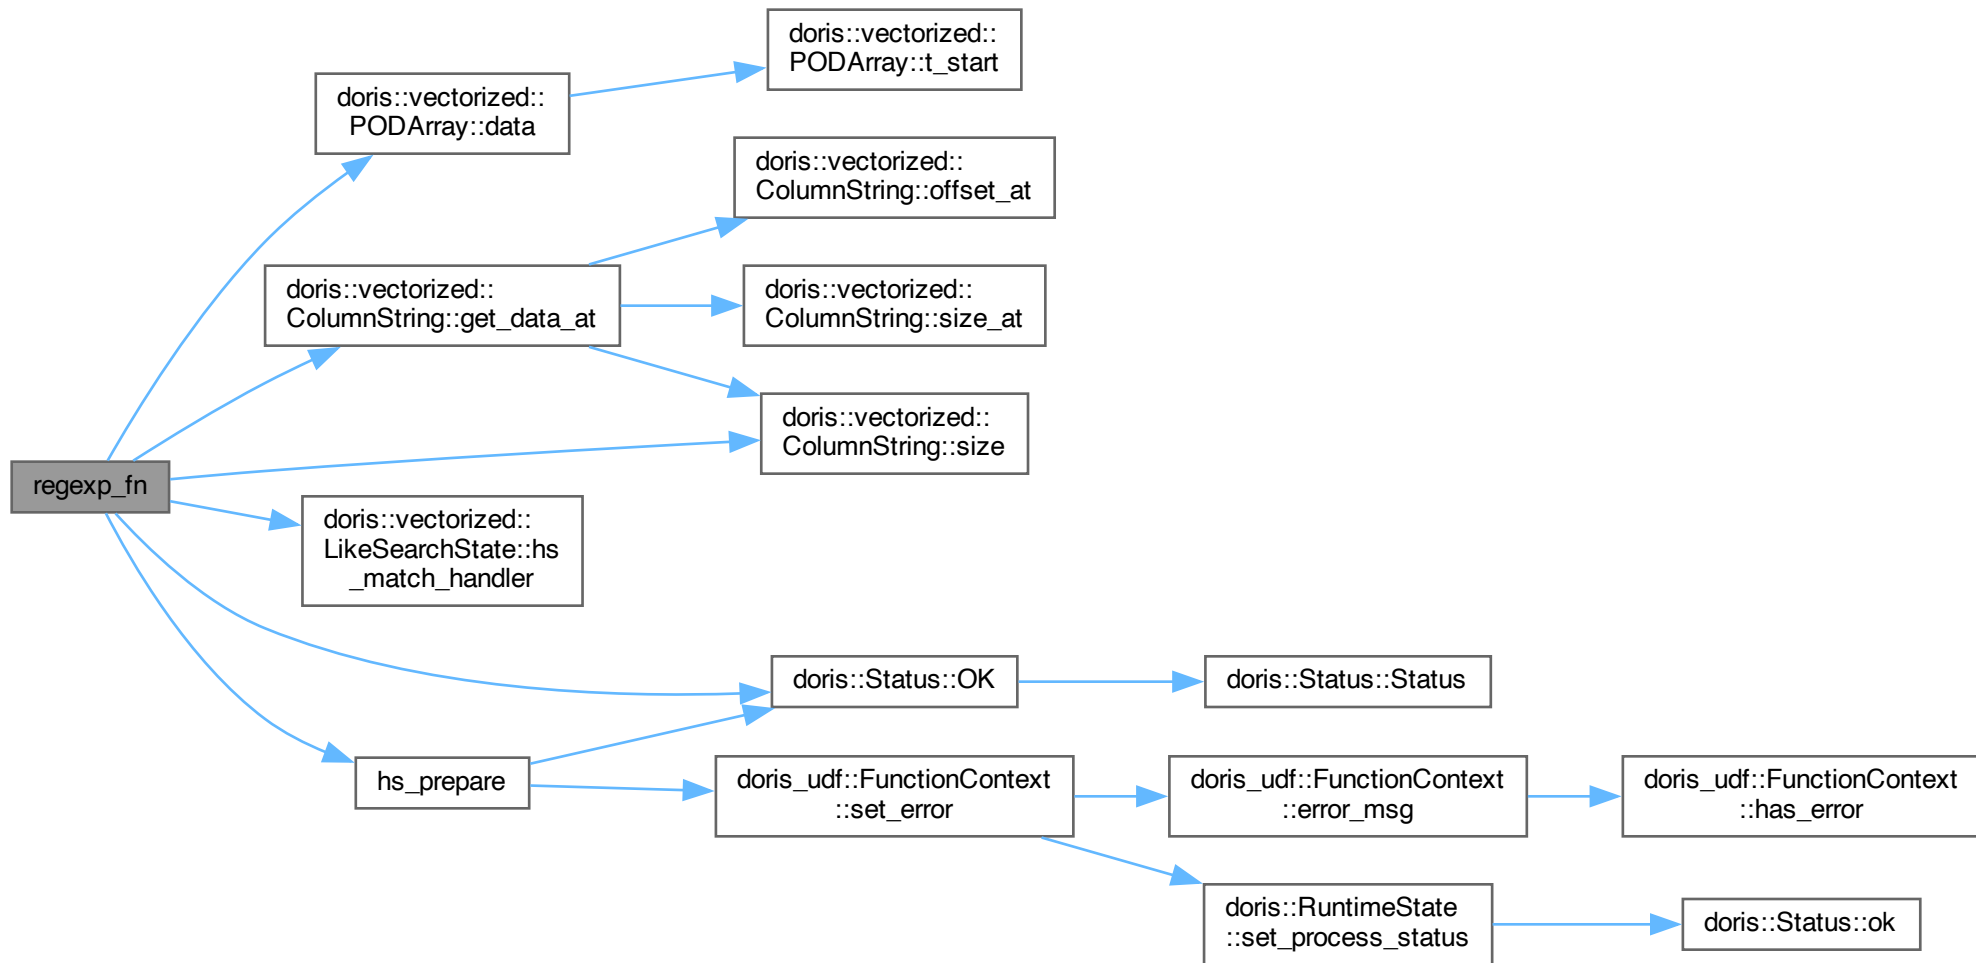 doris::vectorized::
PODArray::t_start
doris::vectorized::
PODArray::data
doris::vectorized::
ColumnString::offset_at
doris::vectorized::
ColumnString::get_data_at
doris::vectorized::
ColumnString::size_at
doris::vectorized::
ColumnString::size
regexp_fn
doris::vectorized::
LikeSearchState::hs
_match_handler
doris::Status::OK
doris::Status::Status
hs_prepare
doris_udf::FunctionContext
::set_error
doris_udf::FunctionContext
::error_msg
doris_udf::FunctionContext
::has_error
doris::RuntimeState
::set_process_status
doris::Status::ok